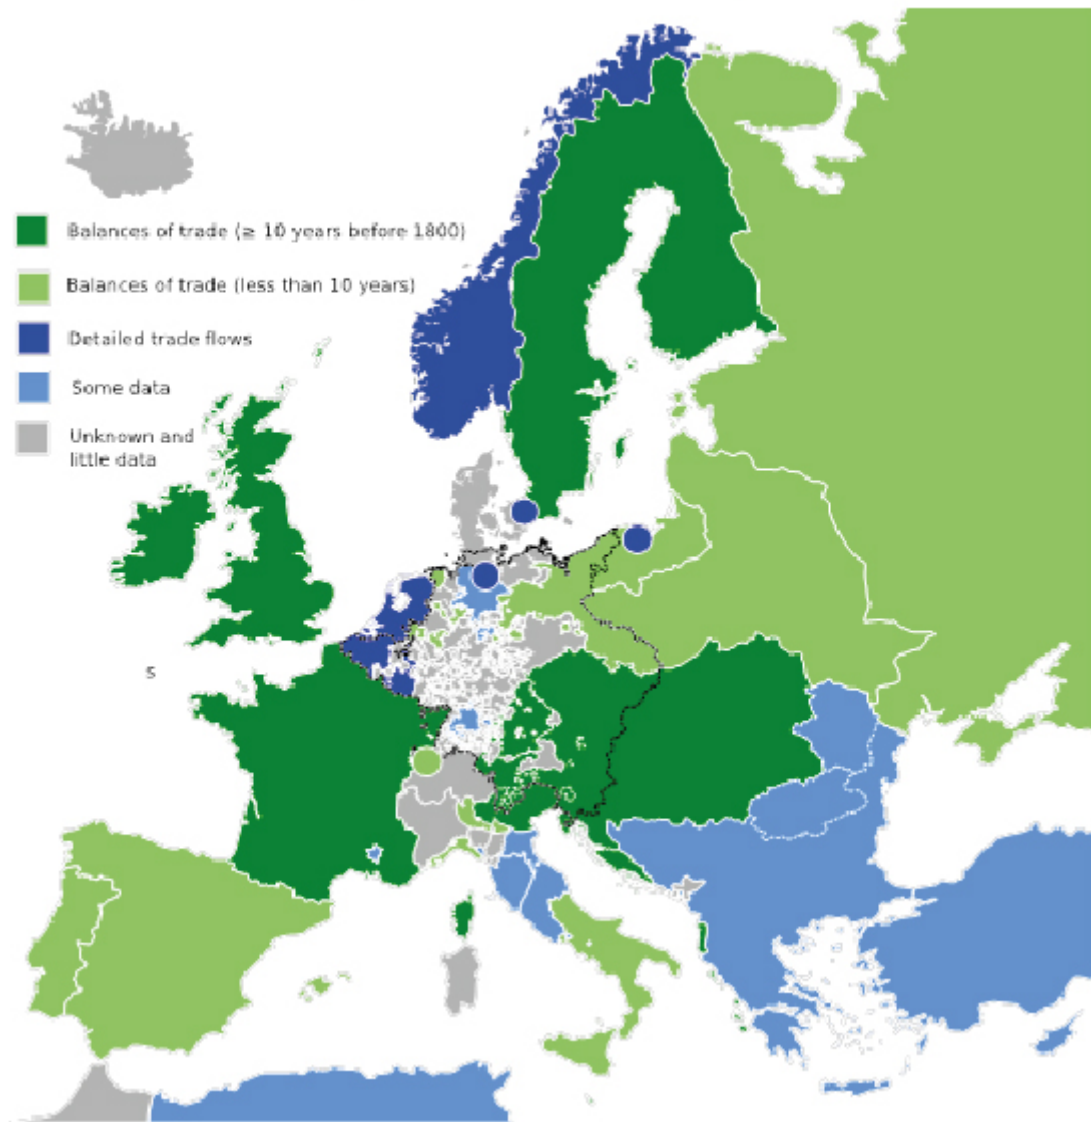 Balances of trade (≥ 10 years before 1800)
Balances of trade (less than 10 years)
Detailed trade flows
Some data
Unknown and
little data
S